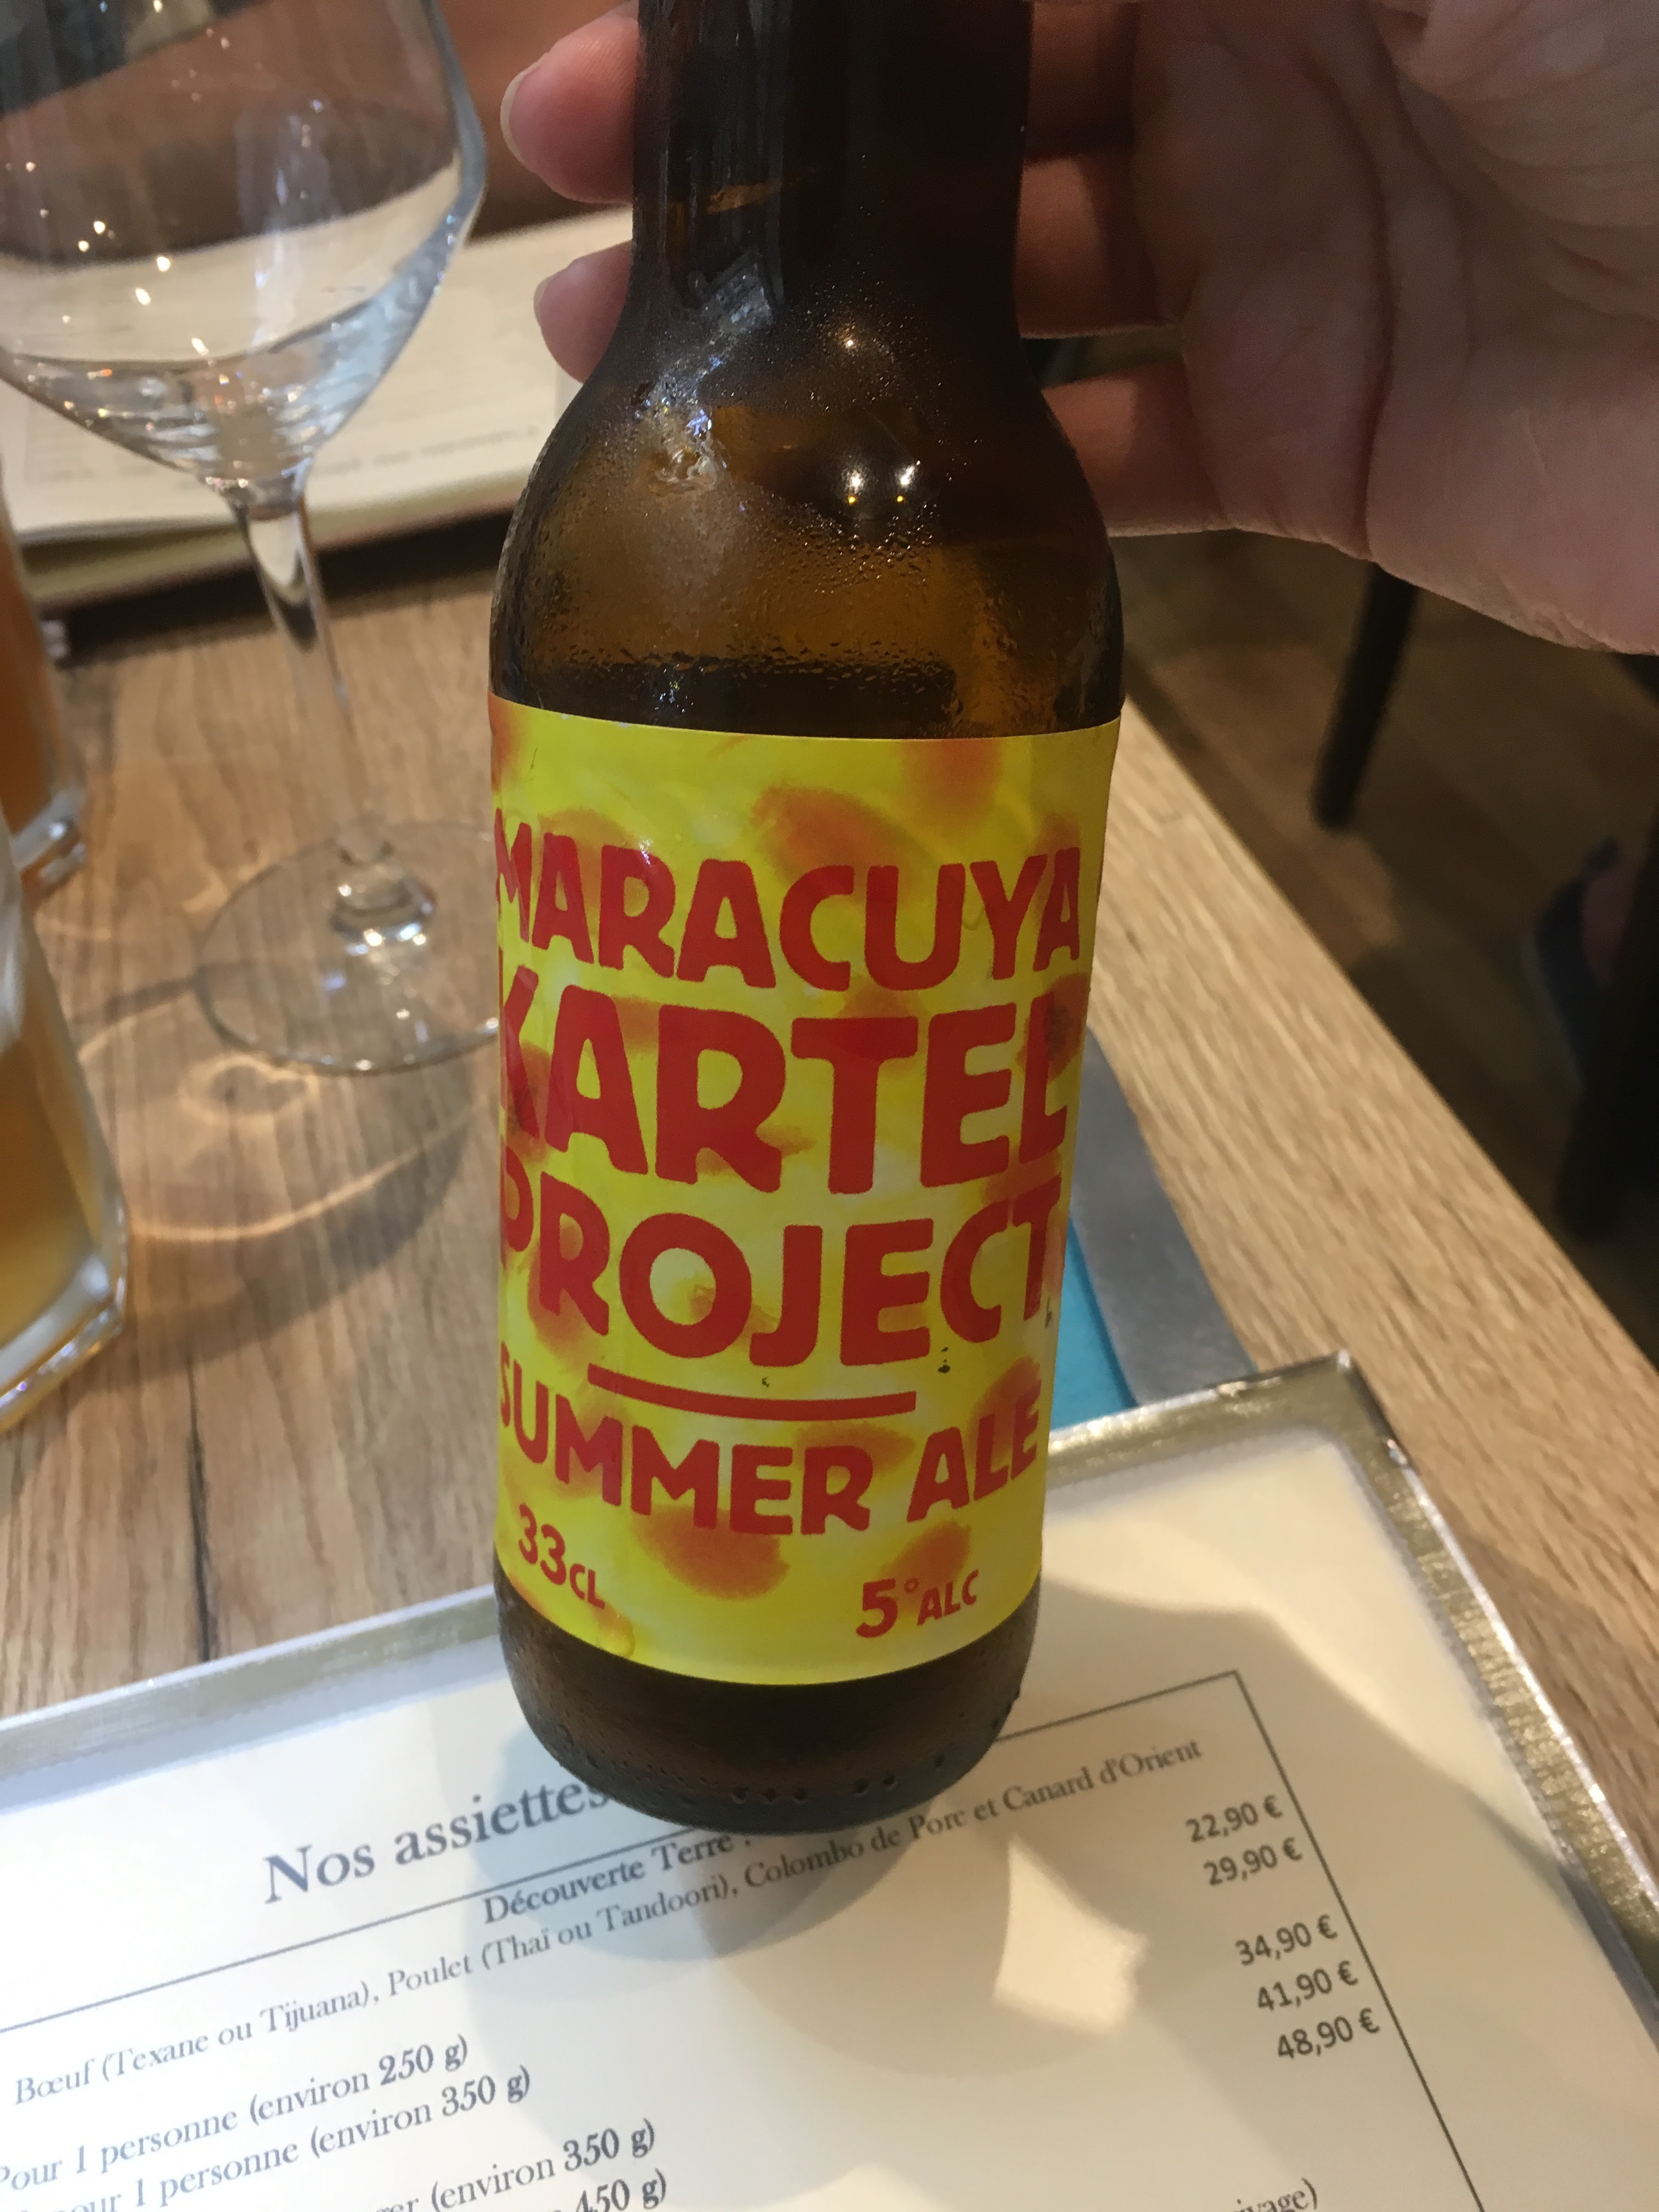 MARACUYA
KARTEL
PROJECT
SUMMER ALE
33CL
5°ALC
Nos assiettes
Découverte Terre :
Bœuf (Texane ou Tijuana), Poulet (Thaï ou Tandoori), Colombo de Porc et Canard d'Orient
Pour 1 personne (environ 250 g) 22,90 €
pour 1 personne (environ 350 g) 29,90 €
(environ 350 g) 34,90 €
450 g) 41,90 €
48,90 €